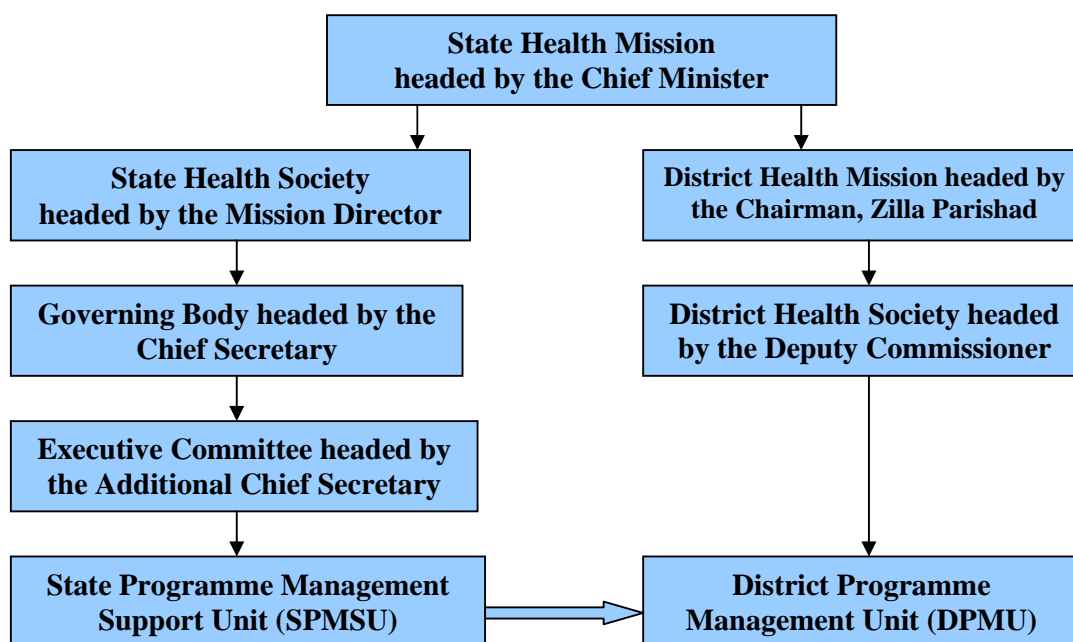 State Health Mission
headed by the Chief Minister
State Health Society
headed by the Mission Director
District Health Mission headed by
the Chairman, Zilla Parishad
Governing Body headed by the
Chief Secretary
District Health Society headed
by the Deputy Commissioner
Executive Committee headed by
the Additional Chief Secretary
State Programme Management
Support Unit (SPMSU)
District Programme
Management Unit (DPMU)